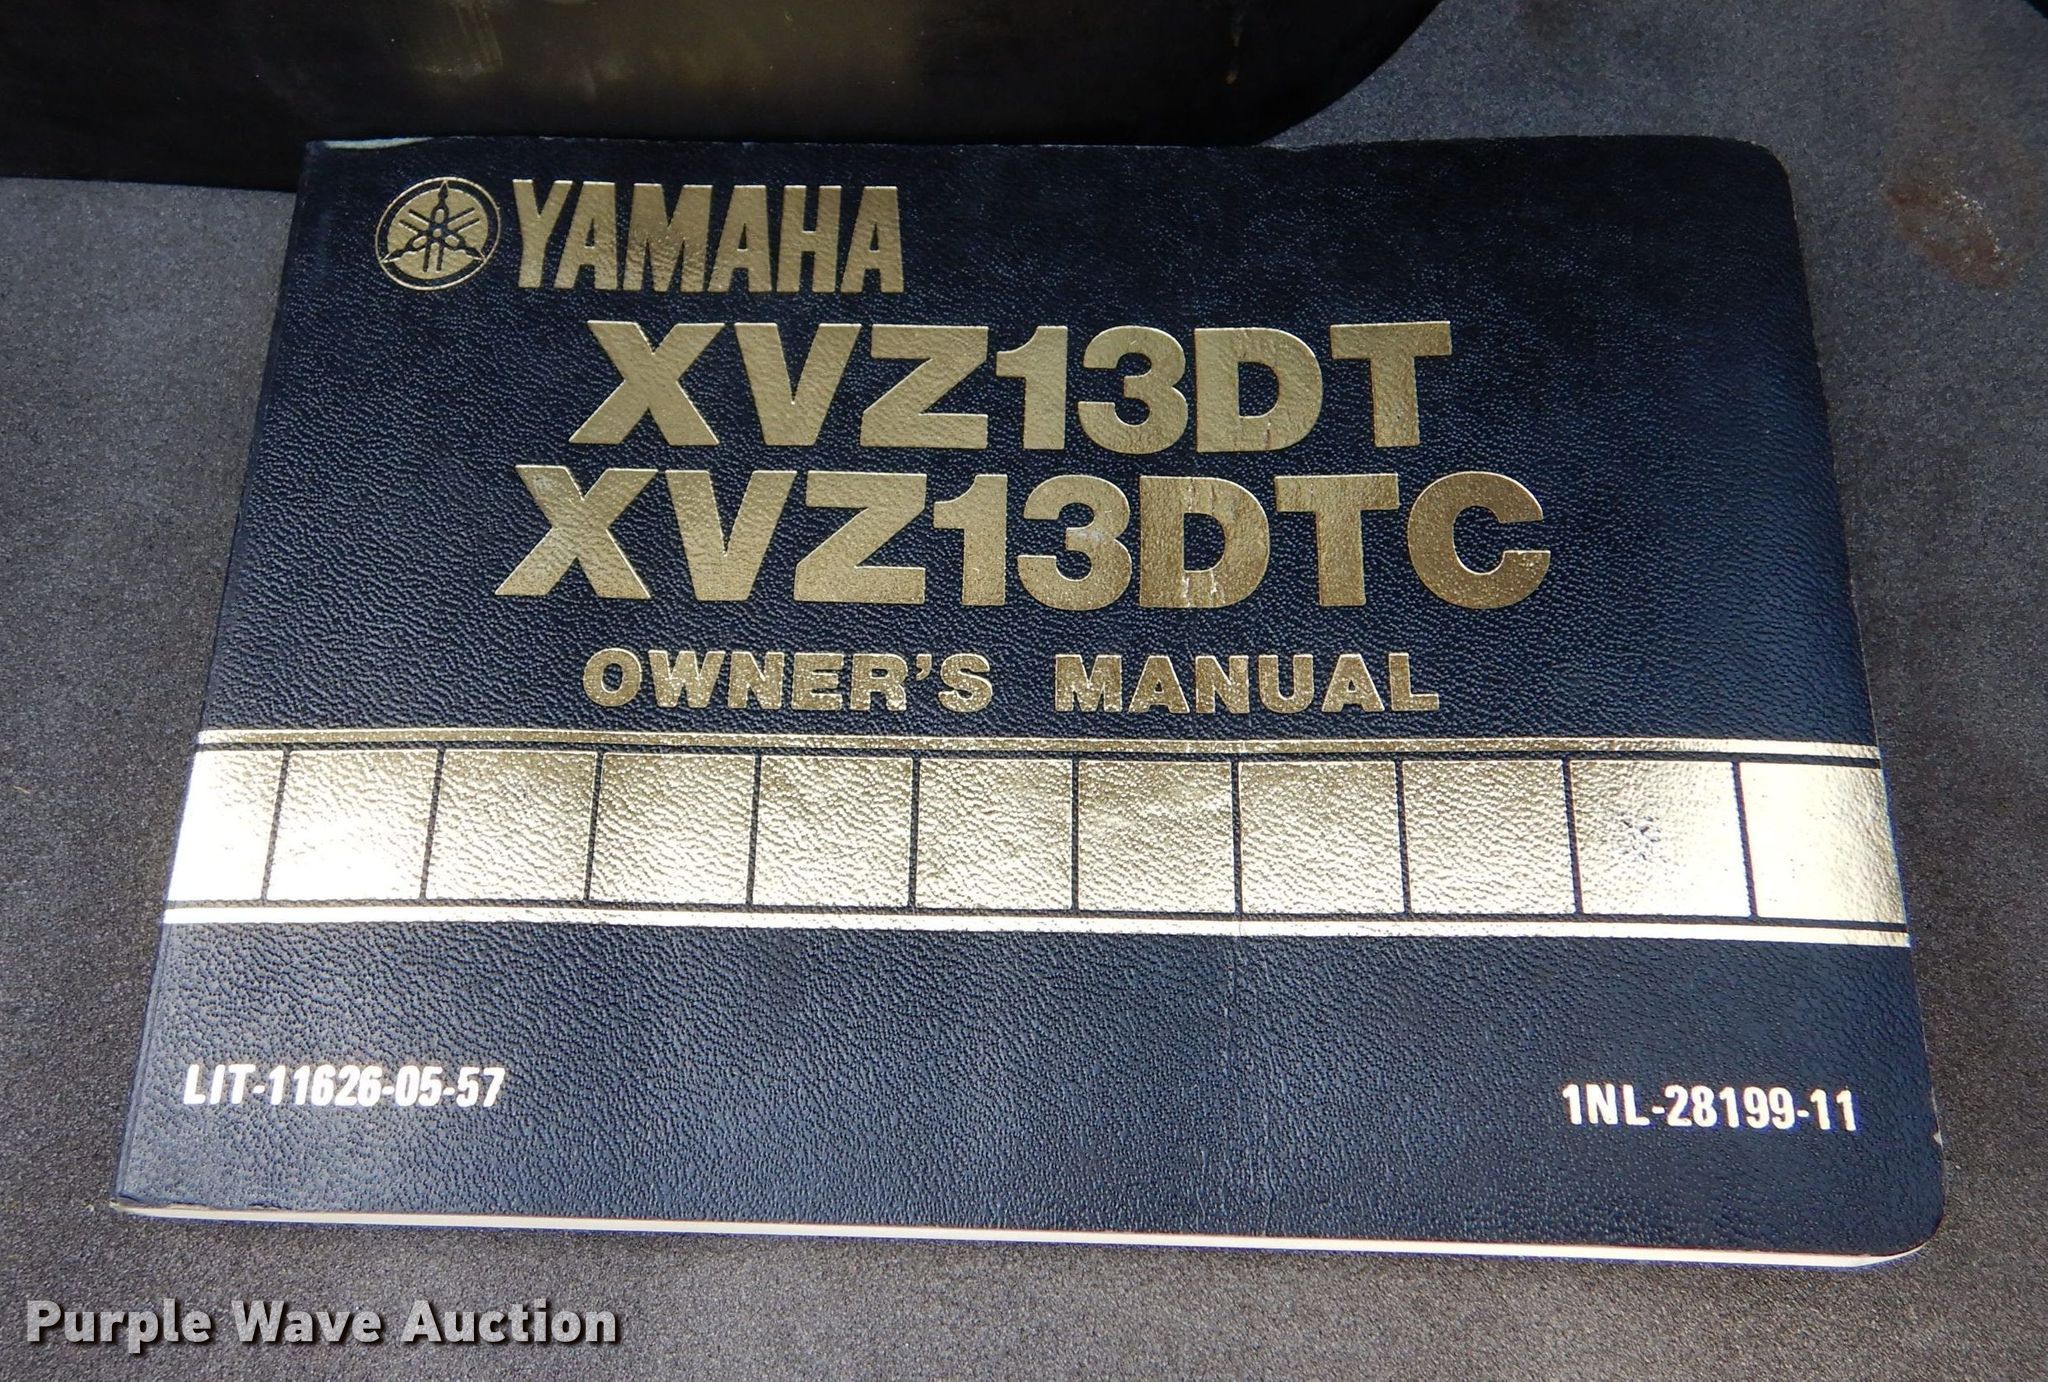 YAMAHA
XVZ13DT
XVZ13DTC
OWNER'S MANUAL
LIT-11626-05-57
1NL-28199-11
Purple Wave Auction